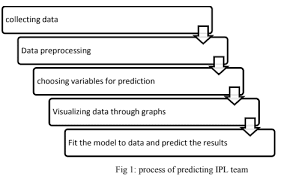 collecting data
Data preprocessing
choosing variables for prediction
Visualizing data through graphs
Fit the model to data and predict the results
Fig 1: process of predicting IPL team